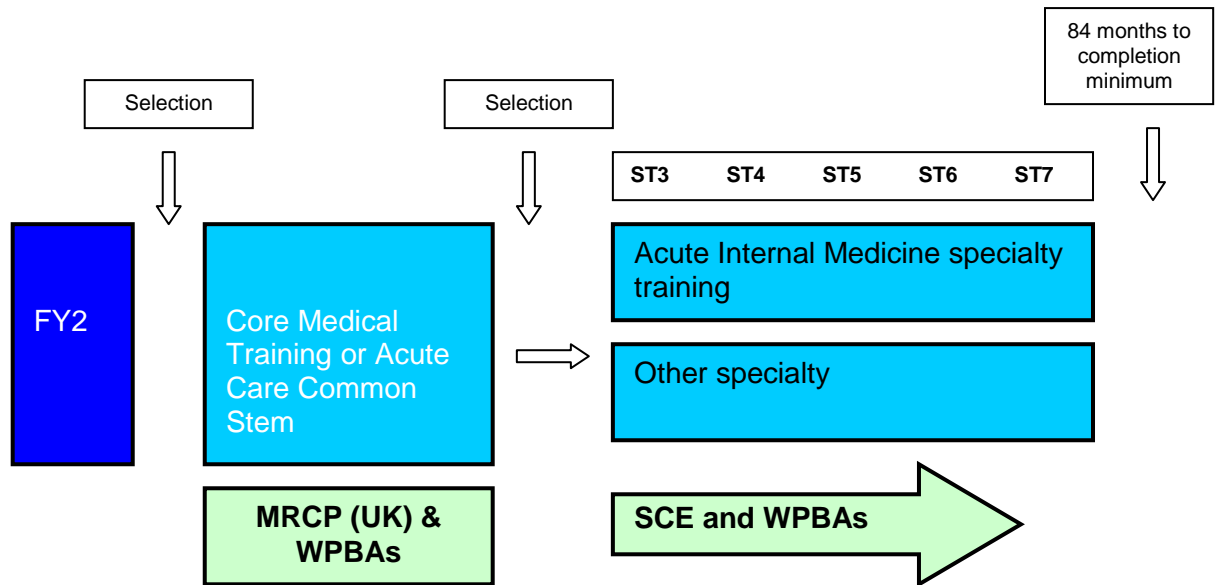 84 months to
completion
minimum
Selection
Selection
ST3 ST4 ST5 ST6 ST7
FY2
Core Medical
Training or Acute
Care Common
Stem
Acute Internal Medicine specialty
training
Other specialty
MRCP (UK) &
WPBAs
SCE and WPBAs